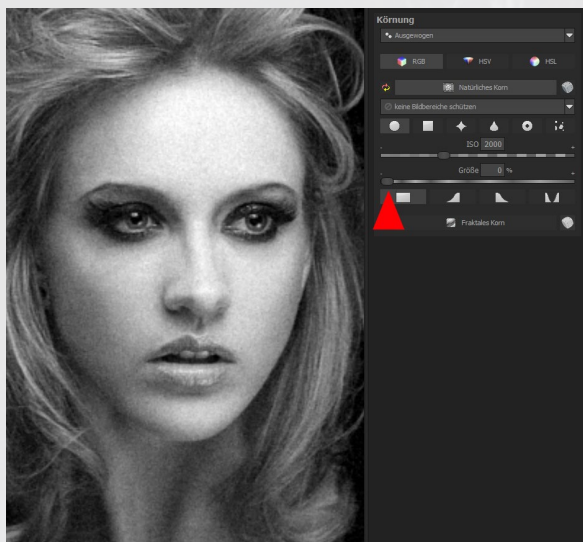 Körnung
Ausgewogen
RGB HSV HSL
Natürliches Korn
keine Bildbereiche schützen
ISO 2000
- +
Größe 0 %
- +
Fraktales Korn